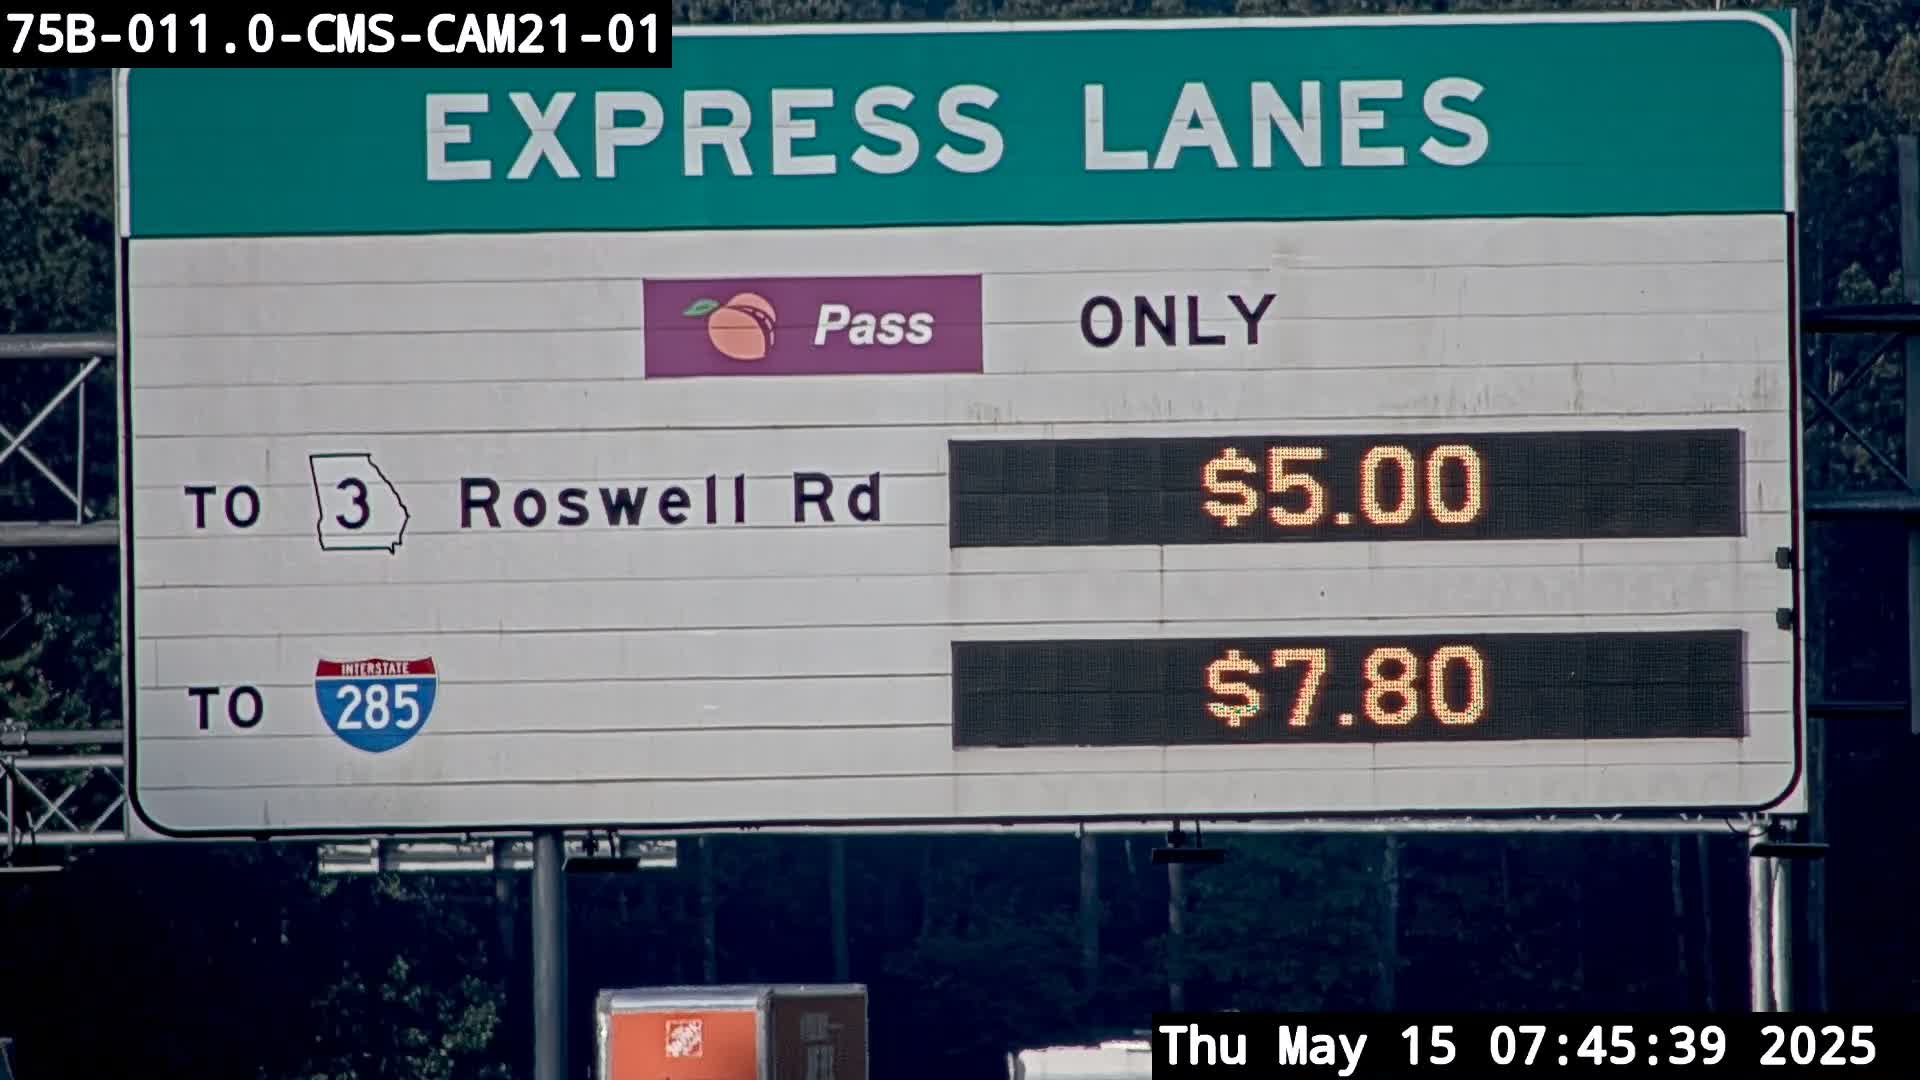 75B-011.0-CMS-CAM21-01
EXPRESS LANES
Pass ONLY
TO 3 Roswell Rd $5.00
INTERSTATE
TO 285 $7.80
Thu May 15 07:45:39 2025